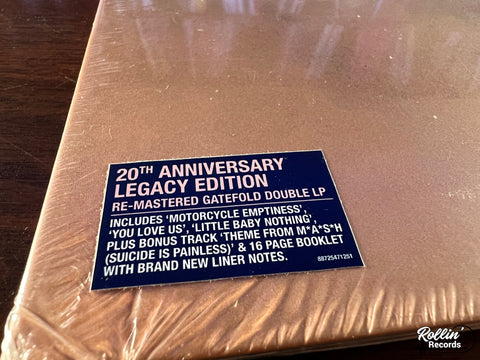 20TH ANNIVERSARY
LEGACY EDITION
RE-MASTERED GATEFOLD DOUBLE LP
INCLUDES 'MOTORCYCLE EMPTINESS',
'YOU LOVE US', 'LITTLE BABY NOTHING',
PLUS BONUS TRACK 'THEME FROM M*A*S*H
(SUICIDE IS PAINLESS)' & 16 PAGE BOOKLET
WITH BRAND NEW LINER NOTES.
88725471251
Rollin'
Records